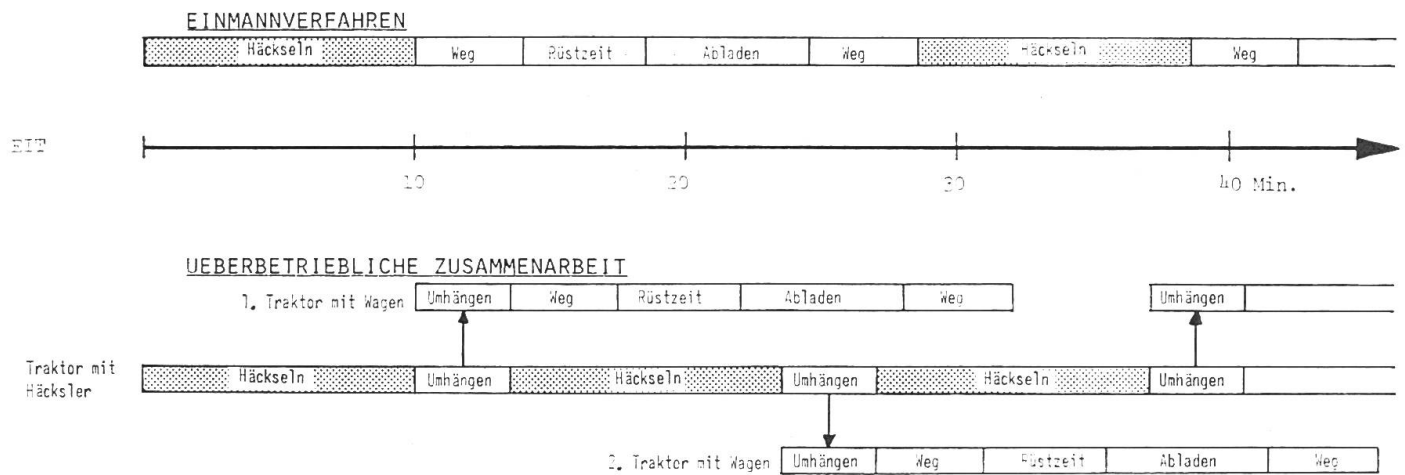 EINMANNVERFAHREN
Häckseln Weg Rüstzeit Abladen Weg Häckseln Weg
EIT
10 20 30 40 Min.
UEBERBETRIEBLICHE ZUSAMMENARBEIT
1. Traktor mit Wagen Umhängen Weg Rüstzeit Abladen Weg Umhängen
Traktor mit
Häcksler
Häckseln Umhängen Häckseln Umhängen Häckseln Umhängen
2. Traktor mit Wagen Umhängen Weg Rüstzeit Abladen Weg